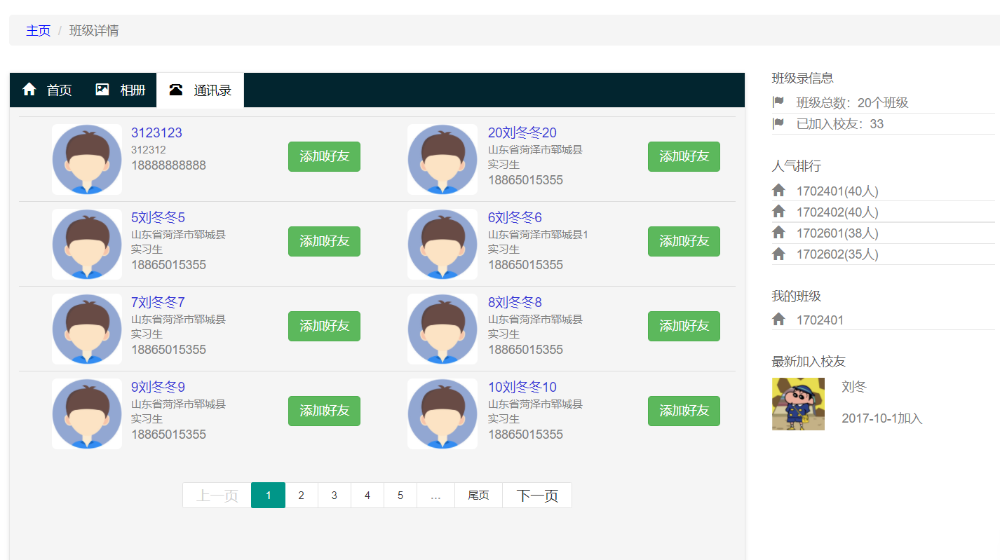 主页 / 班级详情
首页 相册 通讯录
3123123
312312
18888888888
添加好友
20刘冬冬20
山东省菏泽市郓城县
实习生
18865015355
添加好友
5刘冬冬5
山东省菏泽市郓城县
实习生
18865015355
添加好友
6刘冬冬6
山东省菏泽市郓城县1
实习生
18865015355
添加好友
7刘冬冬7
山东省菏泽市郓城县
实习生
18865015355
添加好友
8刘冬冬8
山东省菏泽市郓城县
实习生
18865015355
添加好友
9刘冬冬9
山东省菏泽市郓城县
实习生
18865015355
添加好友
10刘冬冬10
山东省菏泽市郓城县
实习生
18865015355
添加好友
上一页 1 2 3 4 5 … 尾页 下一页
班级录信息
班级总数：20个班级
已加入校友：33
人气排行
1702401(40人)
1702402(40人)
1702601(38人)
1702602(35人)
我的班级
1702401
最新加入校友
刘冬
2017-10-1加入